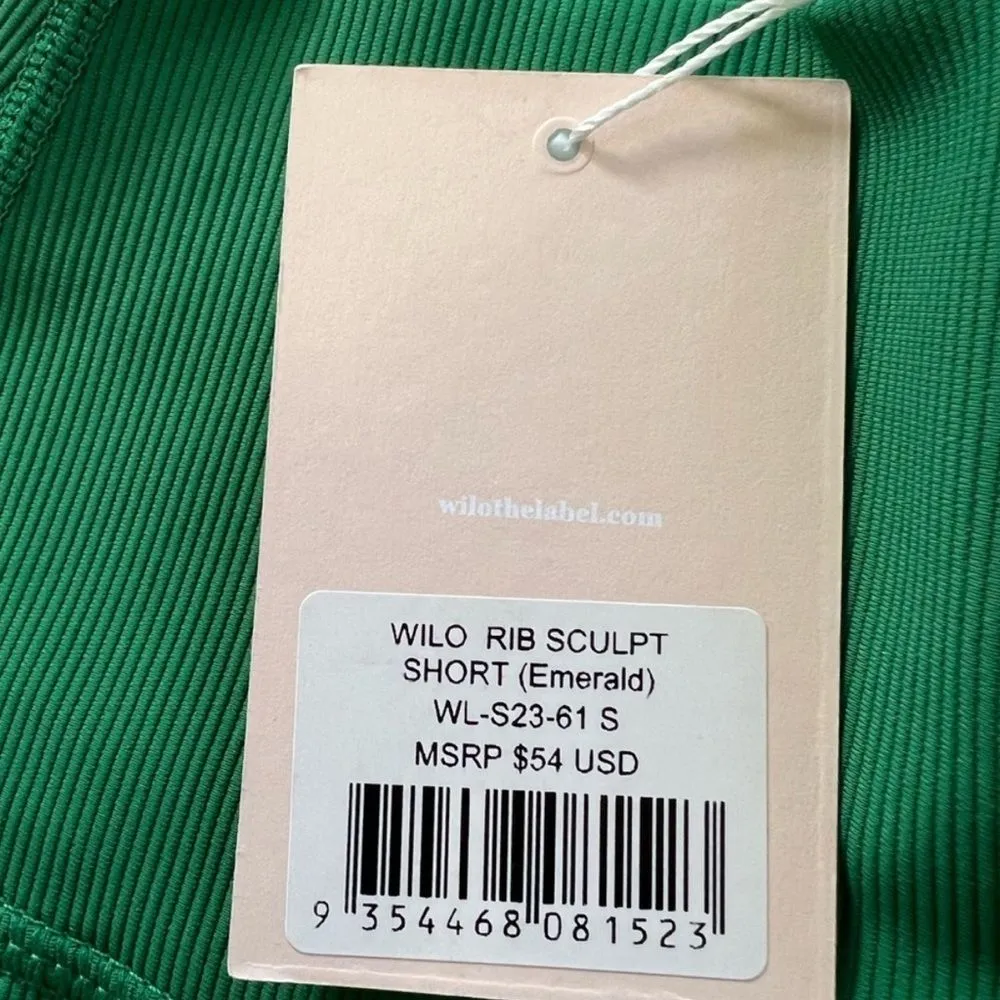 wilothelabel.com
WILO RIB SCULPT
SHORT (Emerald)
WL-S23-61 S
MSRP $54 USD
9 354468 081523